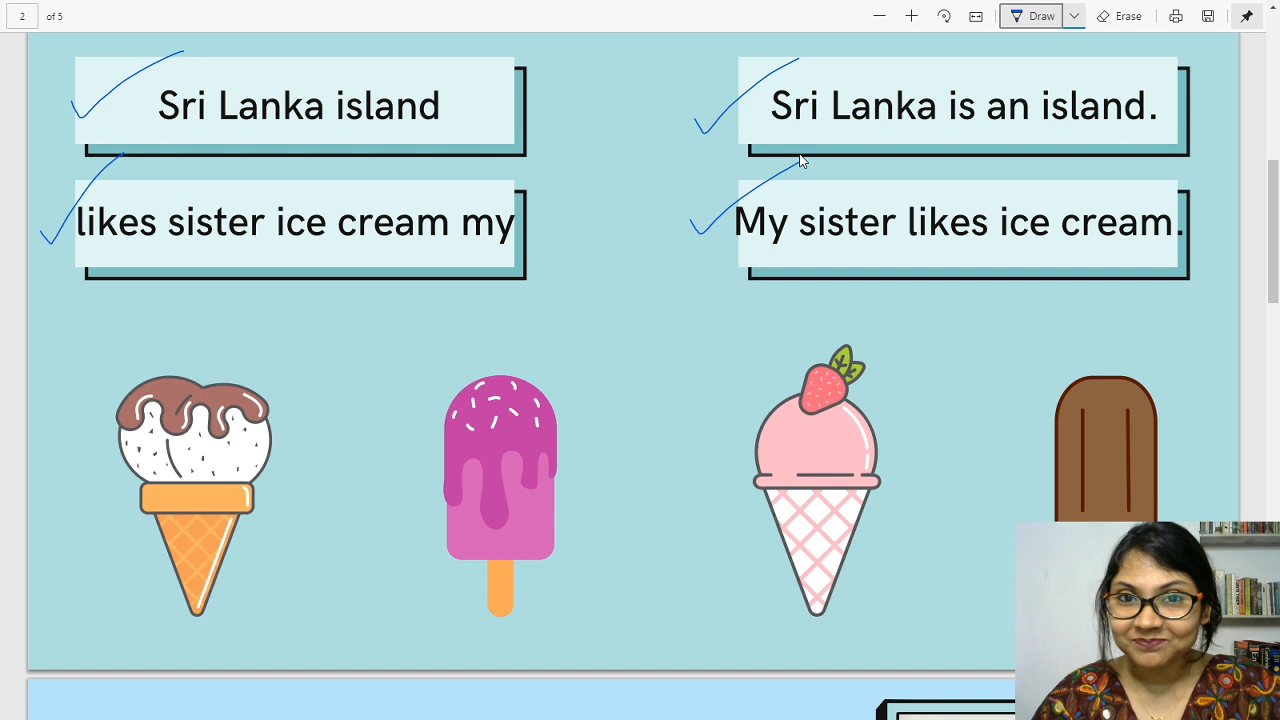 2 of 5 Draw Erase
Sri Lanka island
Sri Lanka is an island.
likes sister ice cream my
My sister likes ice cream.